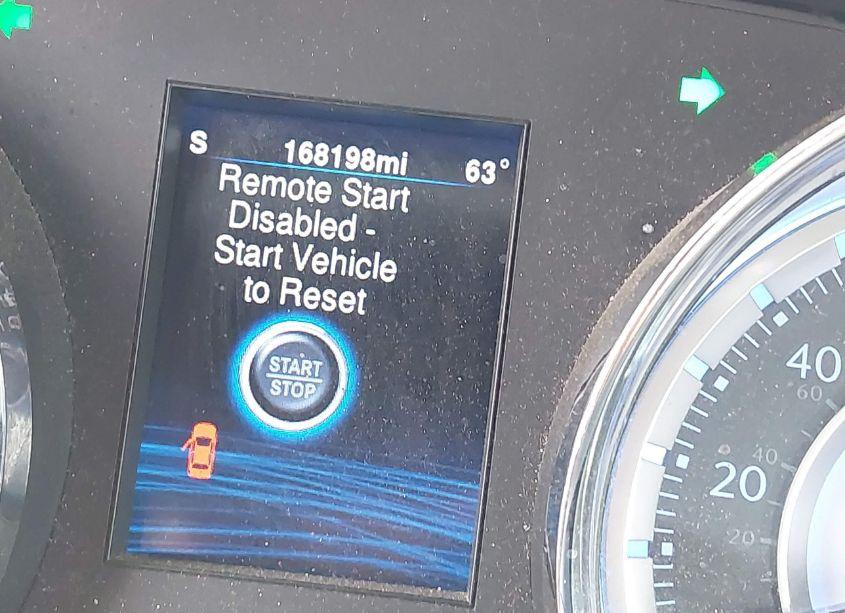 S 168198mi 63°
Remote Start
Disabled -
Start Vehicle
to Reset
START
STOP
40
60
40
20
20